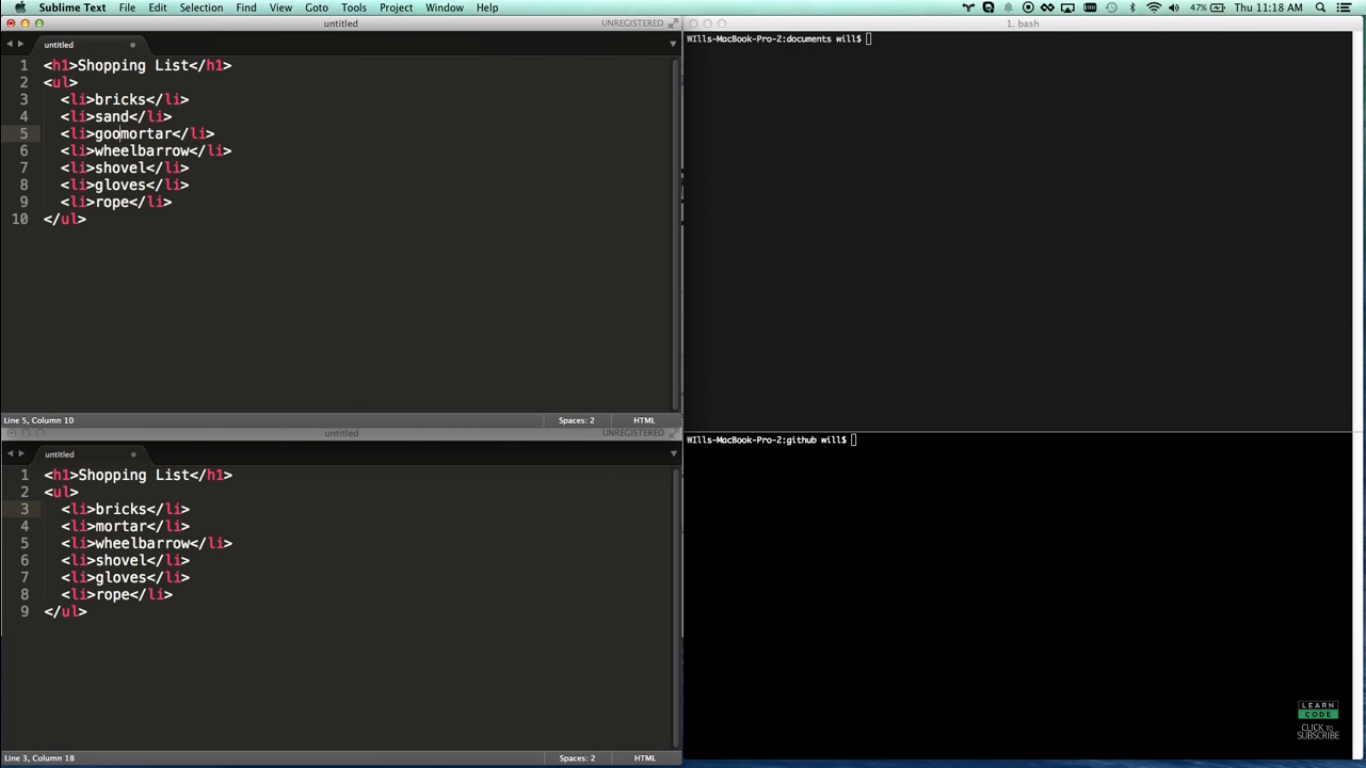 Sublime Text File Edit Selection Find View Goto Tools Project Window Help 47% Thu 11:18 AM
untitled UNREGISTERED
untitled
1 <h1>Shopping List</h1>
2 <ul>
3 <li>bricks</li>
4 <li>sand</li>
5 <li>goomortar</li>
6 <li>wheelbarrow</li>
7 <li>shovel</li>
8 <li>gloves</li>
9 <li>rope</li>
10 </ul>
Line 5, Column 10 Spaces: 2 HTML
untitled UNREGISTERED
untitled
1 <h1>Shopping List</h1>
2 <ul>
3 <li>bricks</li>
4 <li>mortar</li>
5 <li>wheelbarrow</li>
6 <li>shovel</li>
7 <li>gloves</li>
8 <li>rope</li>
9 </ul>
Line 3, Column 18 Spaces: 2 HTML
1. bash
WIlls-MacBook-Pro-2:documents will$
WIlls-MacBook-Pro-2:github will$
LEARN
CODE
CLICK TO
SUBSCRIBE